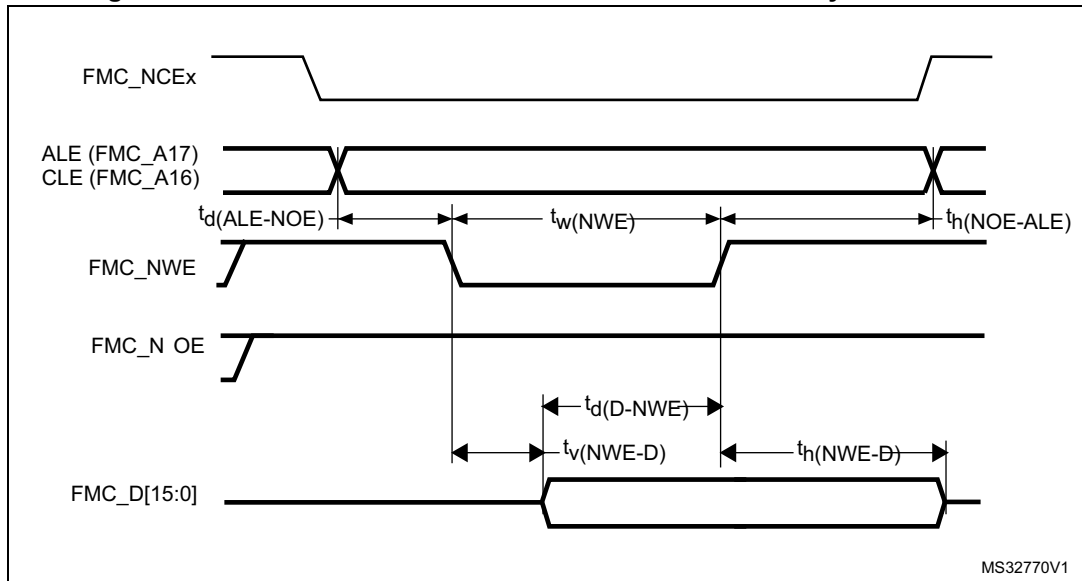 FMC_NCEx
ALE (FMC_A17)
CLE (FMC_A16)
td(ALE-NOE)
tw(NWE)
th(NOE-ALE)
FMC_NWE
FMC_N OE
td(D-NWE)
tv(NWE-D)
th(NWE-D)
FMC_D[15:0]
MS32770V1